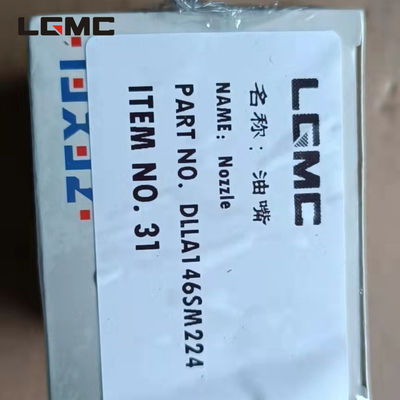 LGMC
LGMC
名称：油嘴
NAME: Nozzle
PART NO. DLLA146SM224
ITEM NO. 31